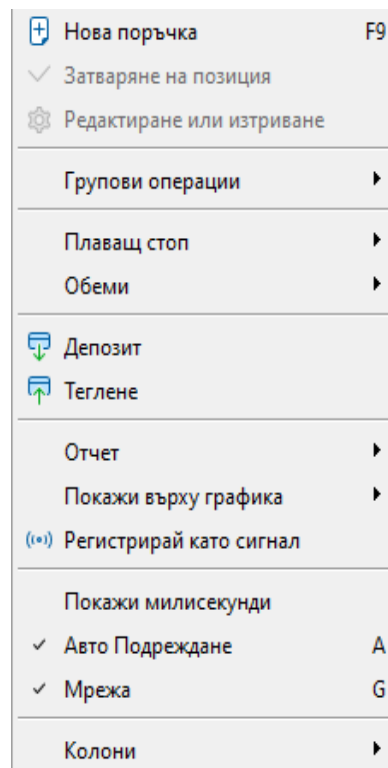 Нова поръчка F9
Затваряне на позиция
Редактиране или изтриване
Групови операции
Плаващ стоп
Обеми
Депозит
Теглене
Отчет
Покажи върху графика
Регистрирай като сигнал
Покажи милисекунди
Авто Подреждане A
Мрежа G
Колони